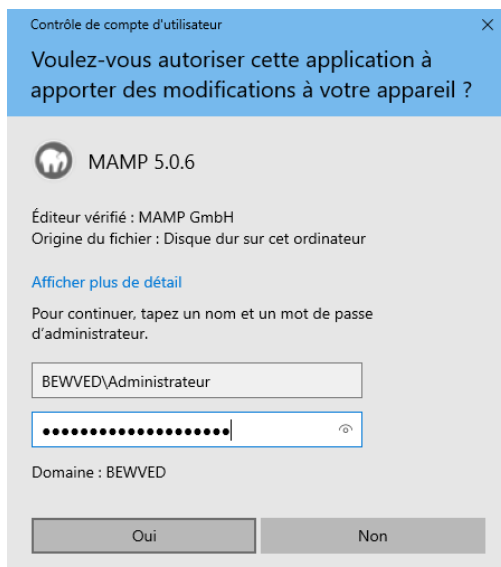 Contrôle de compte d'utilisateur
Voulez-vous autoriser cette application à
apporter des modifications à votre appareil ?
MAMP 5.0.6
Éditeur vérifié : MAMP GmbH
Origine du fichier : Disque dur sur cet ordinateur
Afficher plus de détail
Pour continuer, tapez un nom et un mot de passe
d'administrateur.
BEWVED\Administrateur
●●●●●●●●●●●●●●●●●●●●
Domaine : BEWVED
Oui
Non